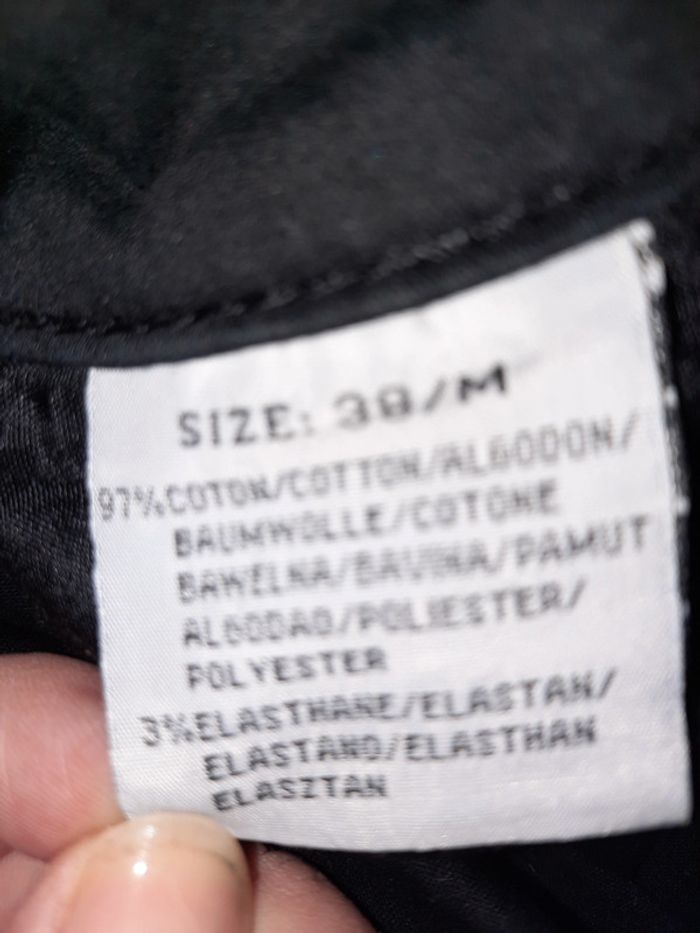 SIZE: 38/M
97%COTON/COTTON/ALGODON/
BAUMWOLLE/COTONE
BAWELNA/BAVINA/PAMUT
ALGODAO/POLIESTER/
POLYESTER
3%ELASTHANE/ELASTAN/
ELASTANO/ELASTHAN
ELASZTAN